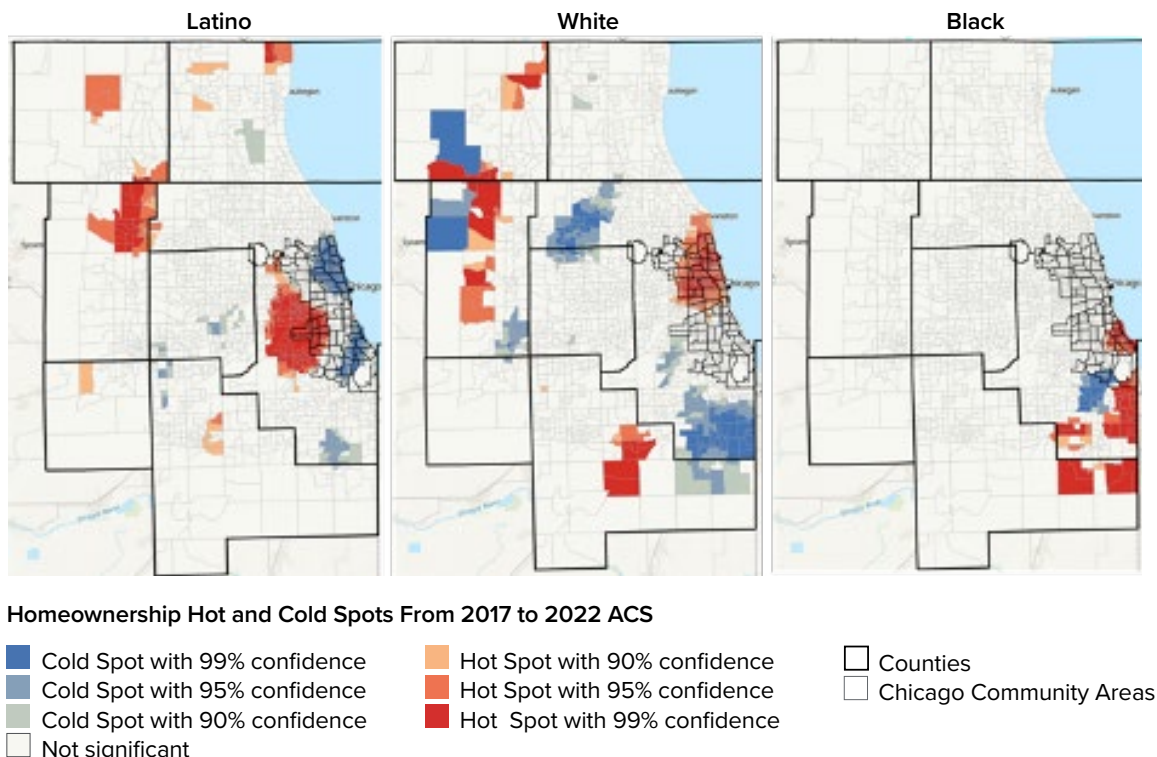 Latino
White
Black
Chicago
Homeownership Hot and Cold Spots From 2017 to 2022 ACS
Cold Spot with 99% confidence
Cold Spot with 95% confidence
Cold Spot with 90% confidence
Not significant
Hot Spot with 90% confidence
Hot Spot with 95% confidence
Hot Spot with 99% confidence
Counties
Chicago Community Areas